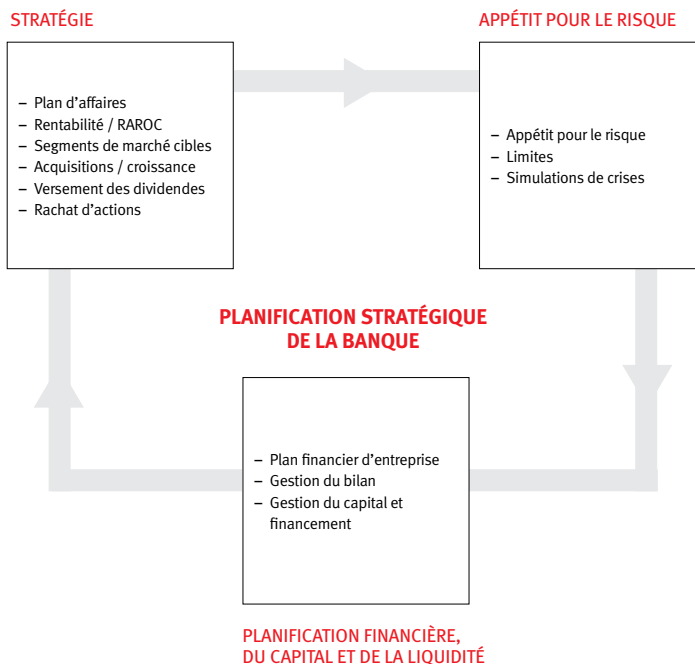 STRATÉGIE
– Plan d’affaires
– Rentabilité / RAROC
– Segments de marché cibles
– Acquisitions / croissance
– Versement des dividendes
– Rachat d’actions
APPÉTIT POUR LE RISQUE
– Appétit pour le risque
– Limites
– Simulations de crises
PLANIFICATION STRATÉGIQUE
DE LA BANQUE
– Plan financier d’entreprise
– Gestion du bilan
– Gestion du capital et
financement
PLANIFICATION FINANCIÈRE,
DU CAPITAL ET DE LA LIQUIDITÉ